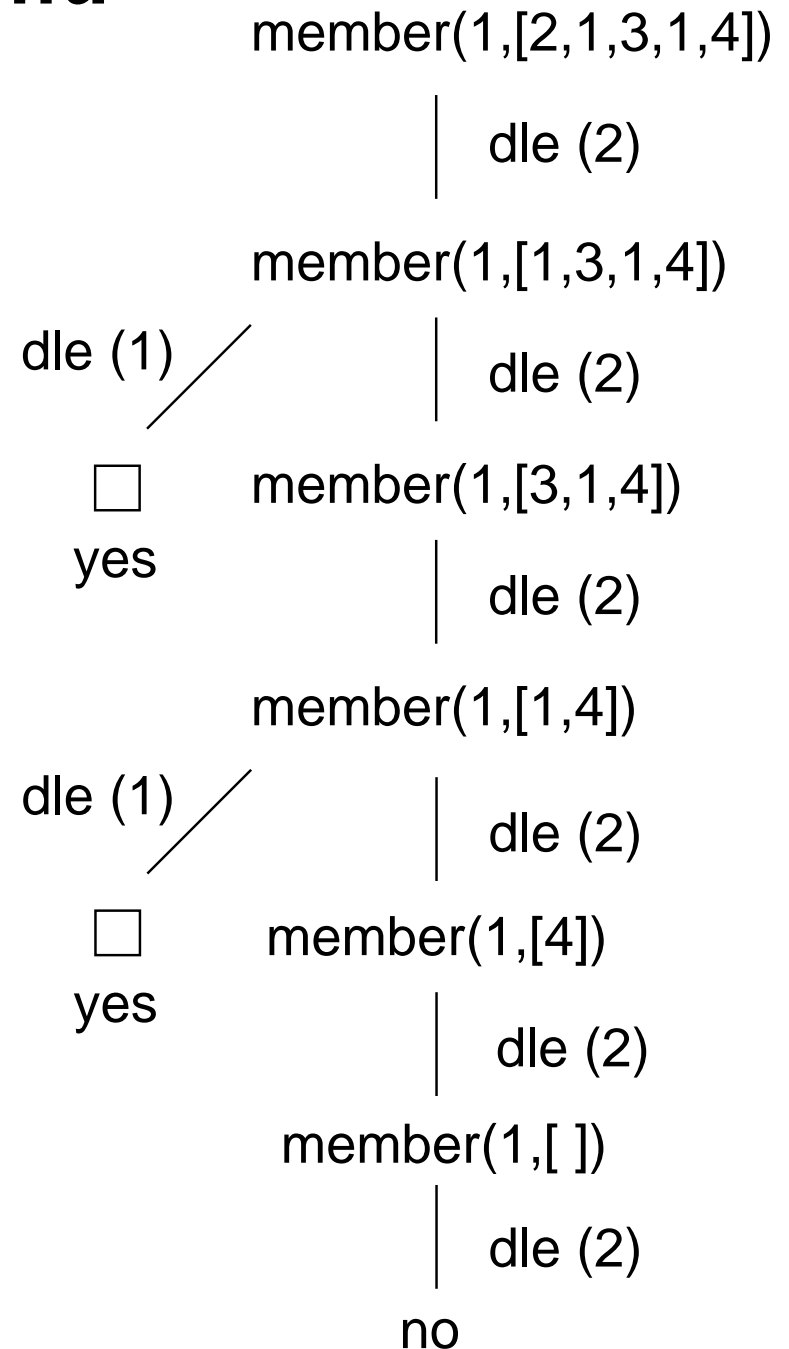 member(1,[2,1,3,1,4])
dle (2)
member(1,[1,3,1,4])
dle (1)
dle (2)
member(1,[3,1,4])
yes
dle (2)
member(1,[1,4])
dle (1)
dle (2)
member(1,[4])
yes
dle (2)
member(1,[ ])
dle (2)
no